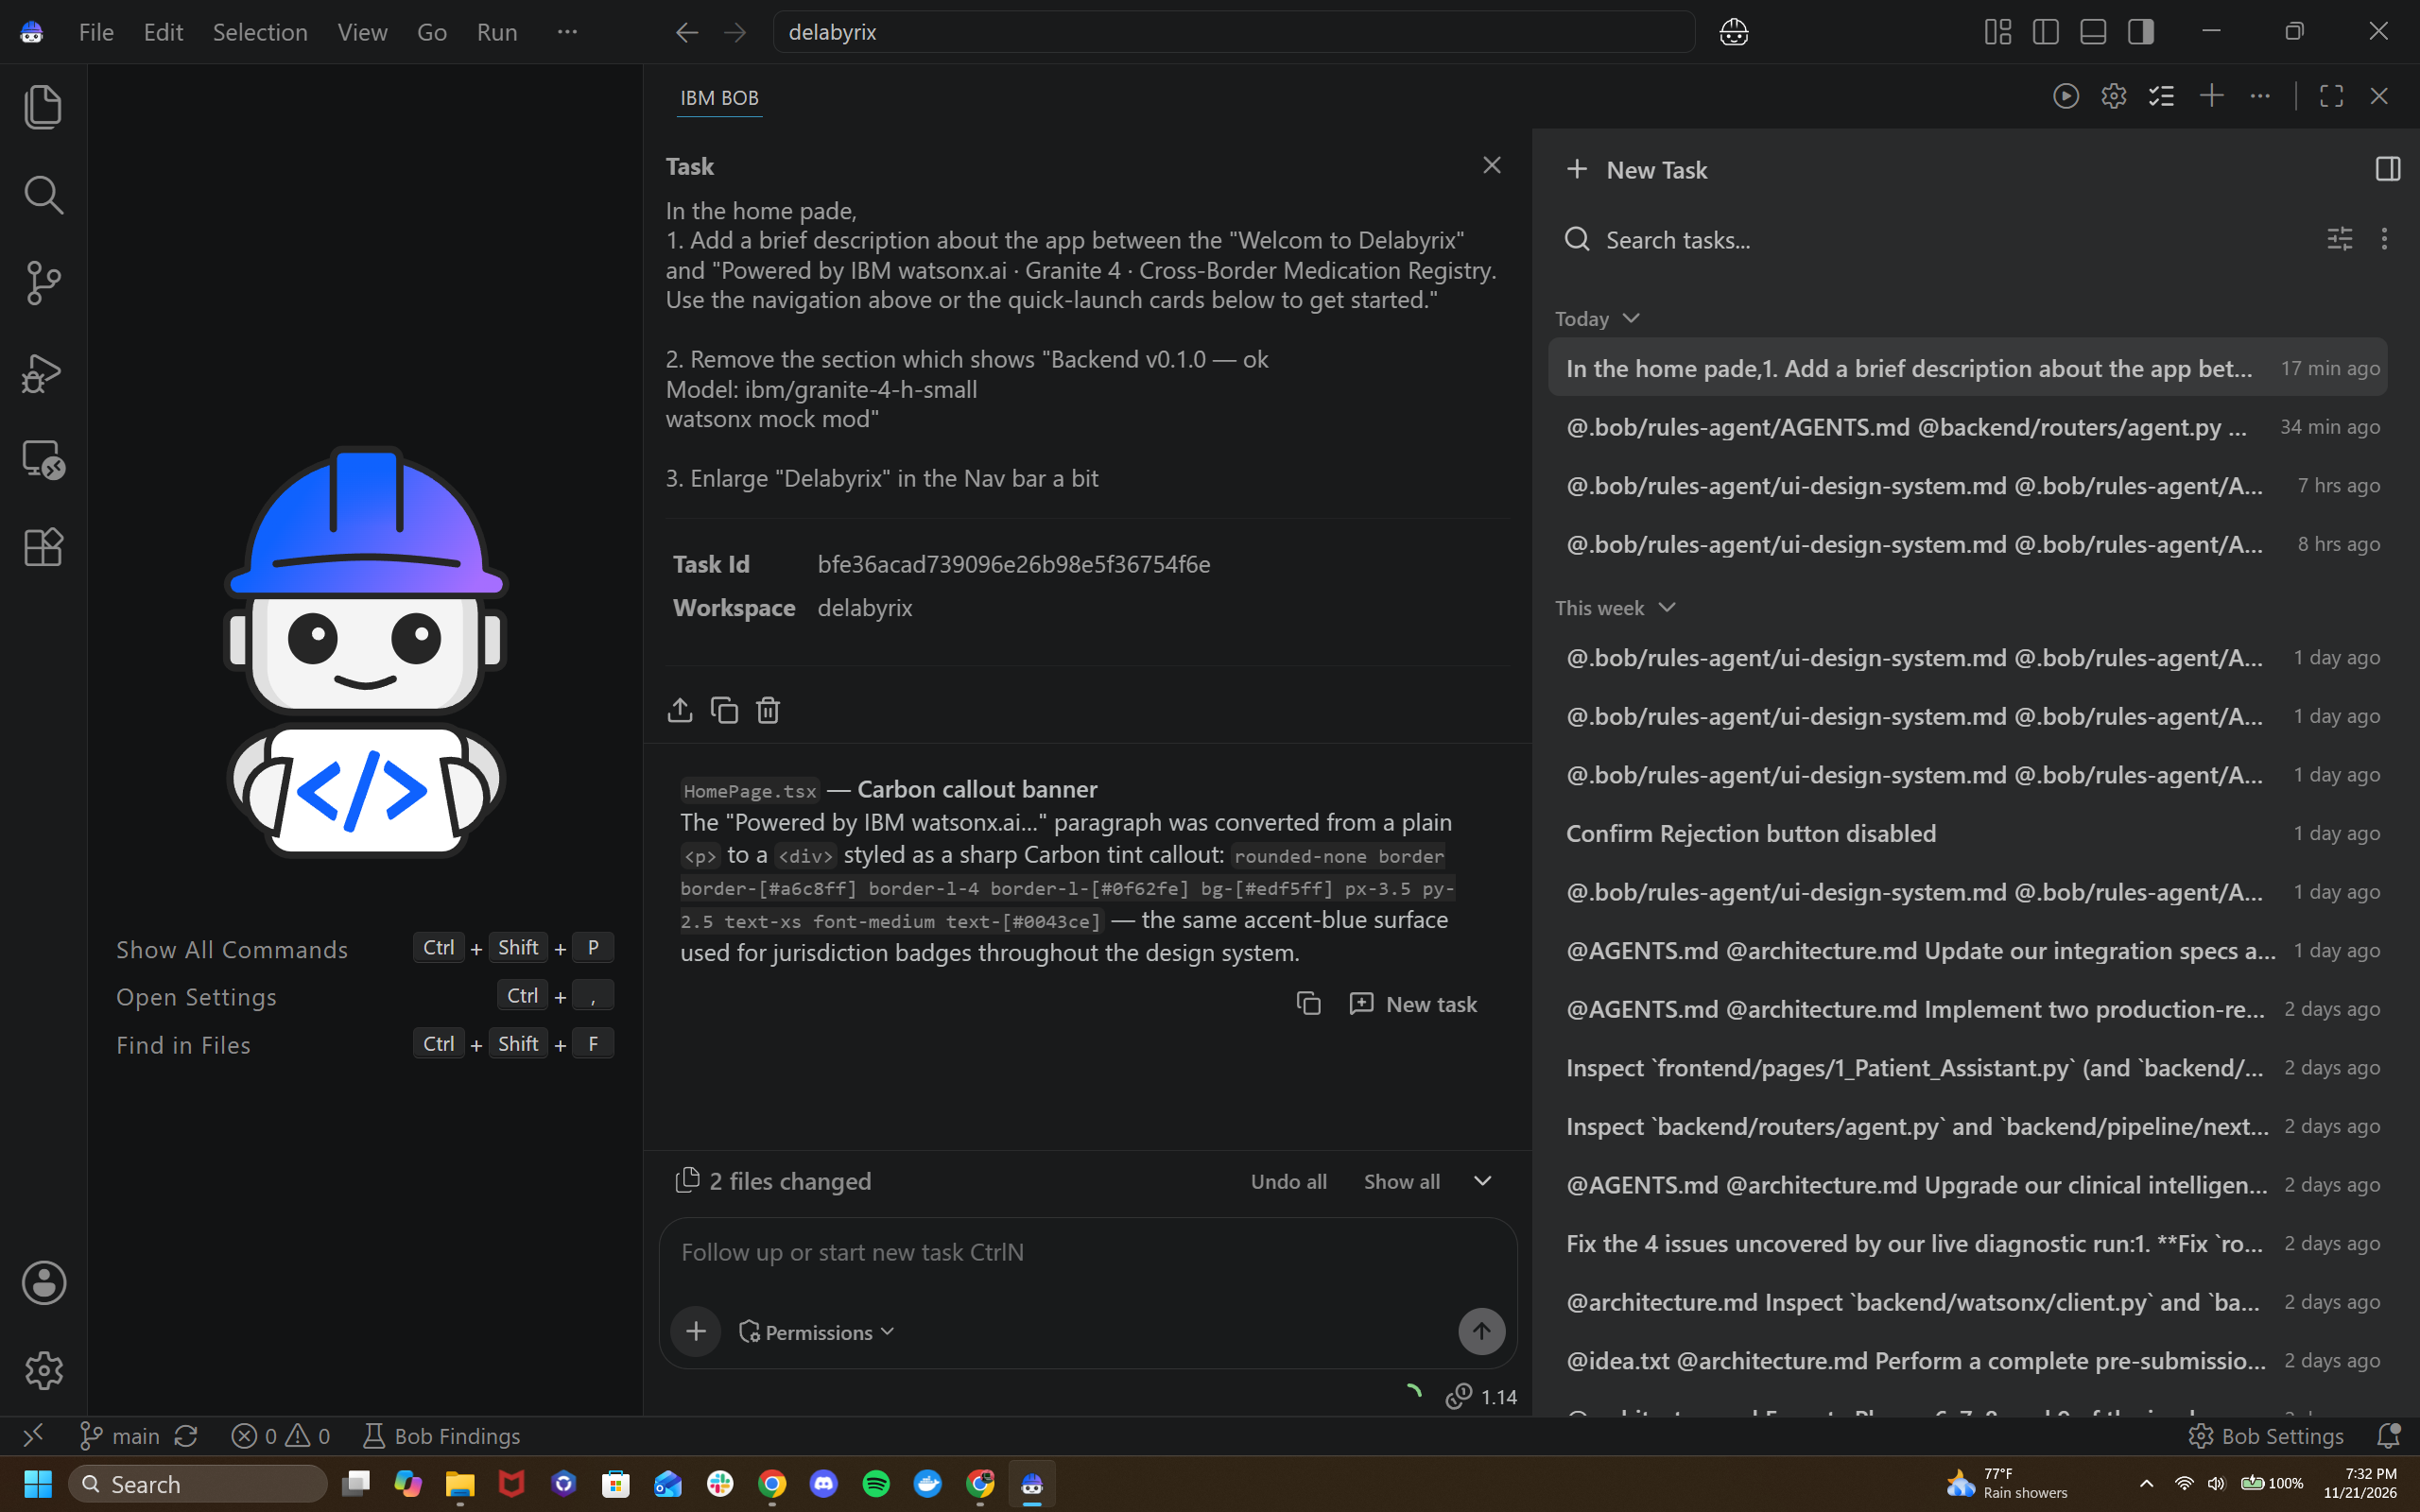 File Edit Selection View Go Run ···
delabyrix
IBM BOB
Task
In the home pade,
1. Add a brief description about the app between the "Welcom to Delabyrix"
and "Powered by IBM watsonx.ai · Granite 4 · Cross-Border Medication Registry.
Use the navigation above or the quick-launch cards below to get started."
2. Remove the section which shows "Backend v0.1.0 — ok
Model: ibm/granite-4-h-small
watsonx mock mod"
3. Enlarge "Delabyrix" in the Nav bar a bit
Task Id bfe36acad739096e26b98e5f36754f6e
Workspace delabyrix
HomePage.tsx — Carbon callout banner
The "Powered by IBM watsonx.ai..." paragraph was converted from a plain
<p> to a <div> styled as a sharp Carbon tint callout: rounded-none border
border-[#a6c8ff] border-l-4 border-l-[#0f62fe] bg-[#edf5ff] px-3.5 py-
2.5 text-xs font-medium text-[#0043ce] — the same accent-blue surface
used for jurisdiction badges throughout the design system.
New task
2 files changed Undo all Show all
Follow up or start new task CtrlN
Permissions
1.14
New Task
Search tasks...
Today
In the home pade,1. Add a brief description about the app bet... 17 min ago
@.bob/rules-agent/AGENTS.md @backend/routers/agent.py ... 34 min ago
@.bob/rules-agent/ui-design-system.md @.bob/rules-agent/A... 7 hrs ago
@.bob/rules-agent/ui-design-system.md @.bob/rules-agent/A... 8 hrs ago
This week
@.bob/rules-agent/ui-design-system.md @.bob/rules-agent/A... 1 day ago
@.bob/rules-agent/ui-design-system.md @.bob/rules-agent/A... 1 day ago
@.bob/rules-agent/ui-design-system.md @.bob/rules-agent/A... 1 day ago
Confirm Rejection button disabled 1 day ago
@.bob/rules-agent/ui-design-system.md @.bob/rules-agent/A... 1 day ago
@AGENTS.md @architecture.md Update our integration specs a... 1 day ago
@AGENTS.md @architecture.md Implement two production-re... 2 days ago
Inspect `frontend/pages/1_Patient_Assistant.py` (and `backend/... 2 days ago
Inspect `backend/routers/agent.py` and `backend/pipeline/next... 2 days ago
@AGENTS.md @architecture.md Upgrade our clinical intelligen... 2 days ago
Fix the 4 issues uncovered by our live diagnostic run:1. **Fix `ro... 2 days ago
@architecture.md Inspect `backend/watsonx/client.py` and `ba... 2 days ago
@idea.txt @architecture.md Perform a complete pre-submissio... 2 days ago
Show All Commands Ctrl + Shift + P
Open Settings Ctrl + ,
Find in Files Ctrl + Shift + F
main 0 0 Bob Findings
Bob Settings
Search
77°F
Rain showers
100%
7:32 PM
11/21/2026